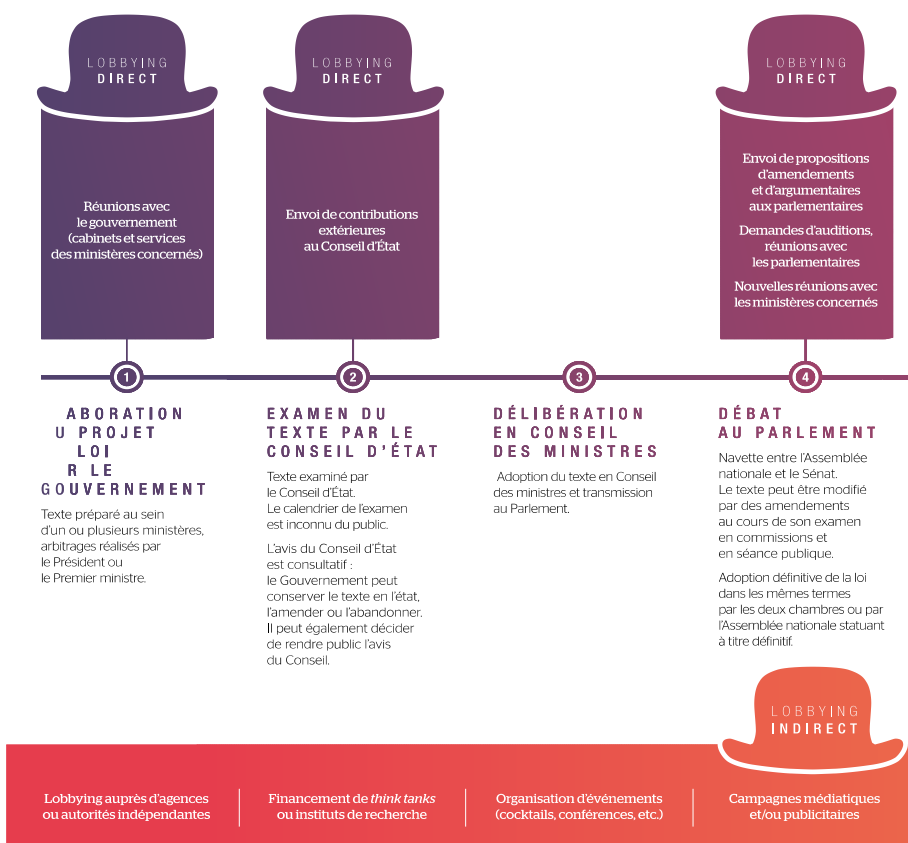 LOBBYING
DIRECT
Réunions avec
le gouvernement
(cabinets et services
des ministères concernés)
LOBBYING
DIRECT
Envoi de contributions
extérieures
au Conseil d'État
LOBBYING
DIRECT
Envoi de propositions
d'amendements
et d'argumentaires
aux parlementaires
Demandes d'auditions,
réunions avec
les parlementaires
Nouvelles réunions avec
les ministères concernés
1
ABORATION
U PROJET
LOI
R LE
GOUVERNEMENT
Texte préparé au sein
d'un ou plusieurs ministères,
arbitrages réalisés par
le Président ou
le Premier ministre.
2
EXAMEN DU
TEXTE PAR LE
CONSEIL D'ÉTAT
Texte examiné par
le Conseil d'État.
Le calendrier de l'examen
est inconnu du public.
L'avis du Conseil d'État
est consultatif :
le Gouvernement peut
conserver le texte en l'état,
l'amender ou l'abandonner.
Il peut également décider
de rendre public l'avis
du Conseil.
3
DÉLIBÉRATION
EN CONSEIL
DES MINISTRES
Adoption du texte en Conseil
des ministres et transmission
au Parlement.
4
DÉBAT
AU PARLEMENT
Navette entre l'Assemblée
nationale et le Sénat.
Le texte peut être modifié
par des amendements
au cours de son examen
en commissions et
en séance publique.
Adoption définitive de la loi
dans les mêmes termes
par les deux chambres ou par
l'Assemblée nationale statuant
à titre définitif.
LOBBYING
INDIRECT
Lobbying auprès d'agences
ou autorités indépendantes
Financement de think tanks
ou instituts de recherche
Organisation d'événements
(cocktails, conférences, etc.)
Campagnes médiatiques
et/ou publicitaires